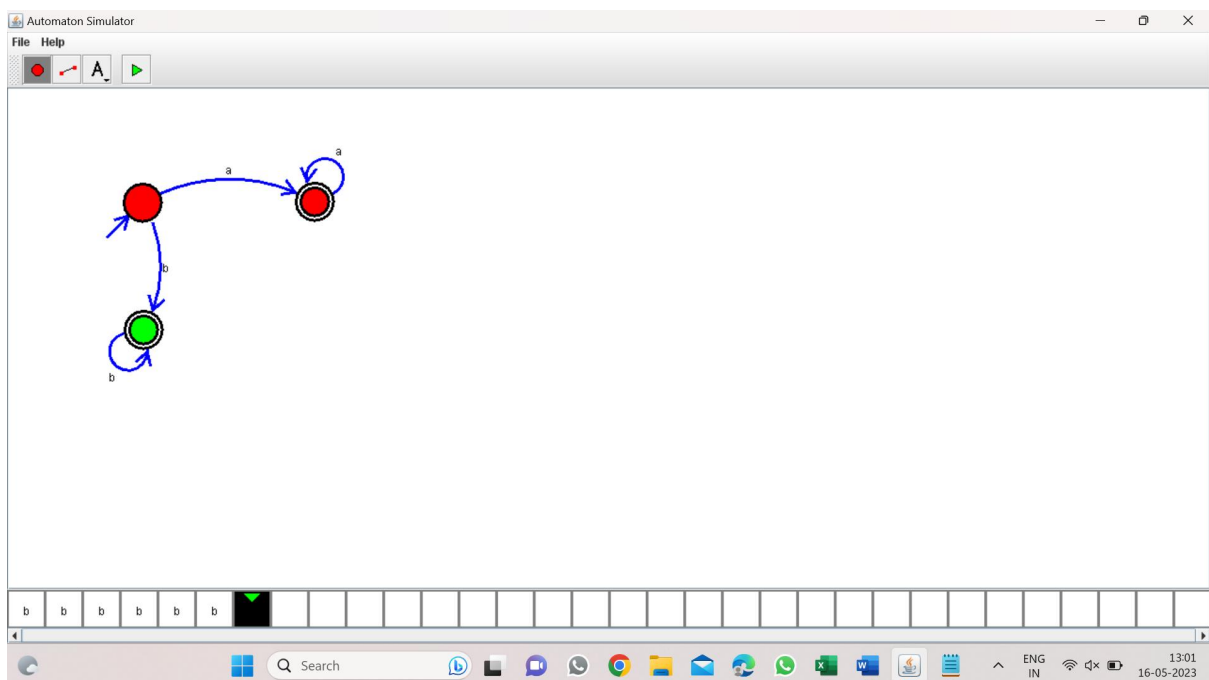 Automaton Simulator
File Help
A
a
a
b
b
b b b b b b
Search
ENG
IN
13:01
16-05-2023